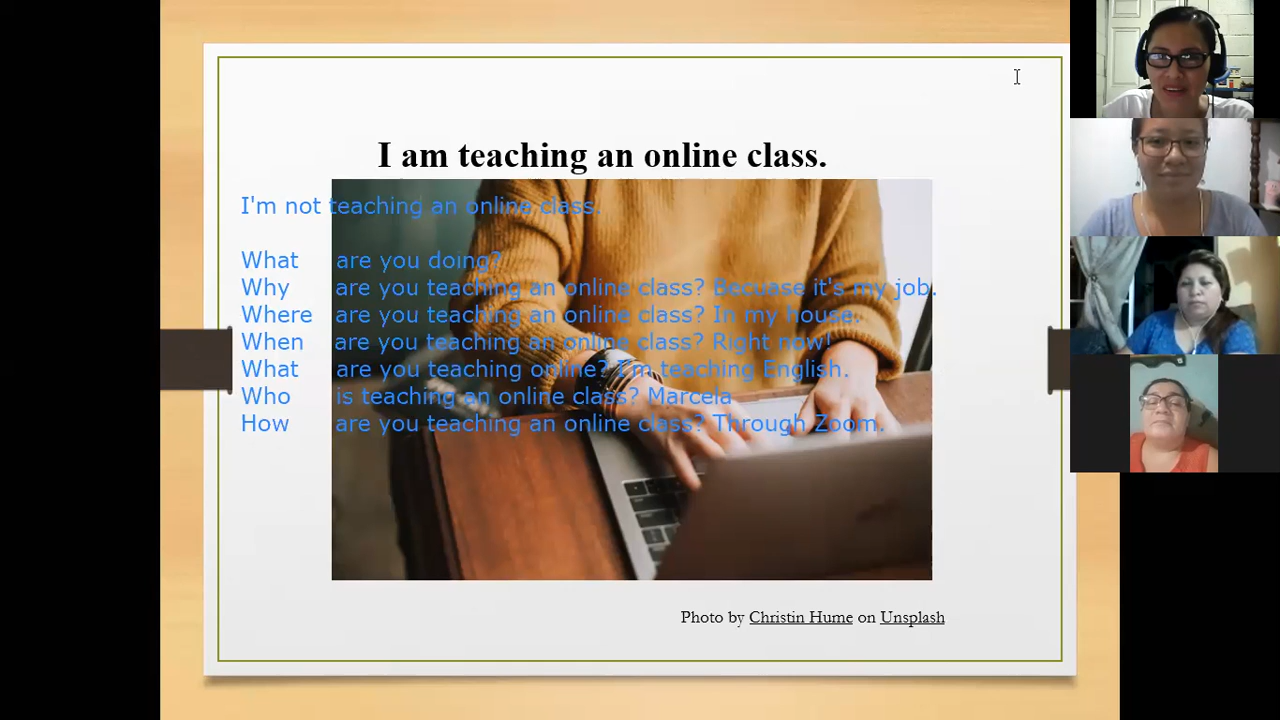 I am teaching an online class.
I'm not teaching an online class.
What are you doing?
Why are you teaching an online class? Becuase it's my job.
Where are you teaching an online class? In my house.
When are you teaching an online class? Right now!
What are you teaching online? I'm teaching English.
Who is teaching an online class? Marcela
How are you teaching an online class? Through Zoom.
Photo by Christin Hume on Unsplash